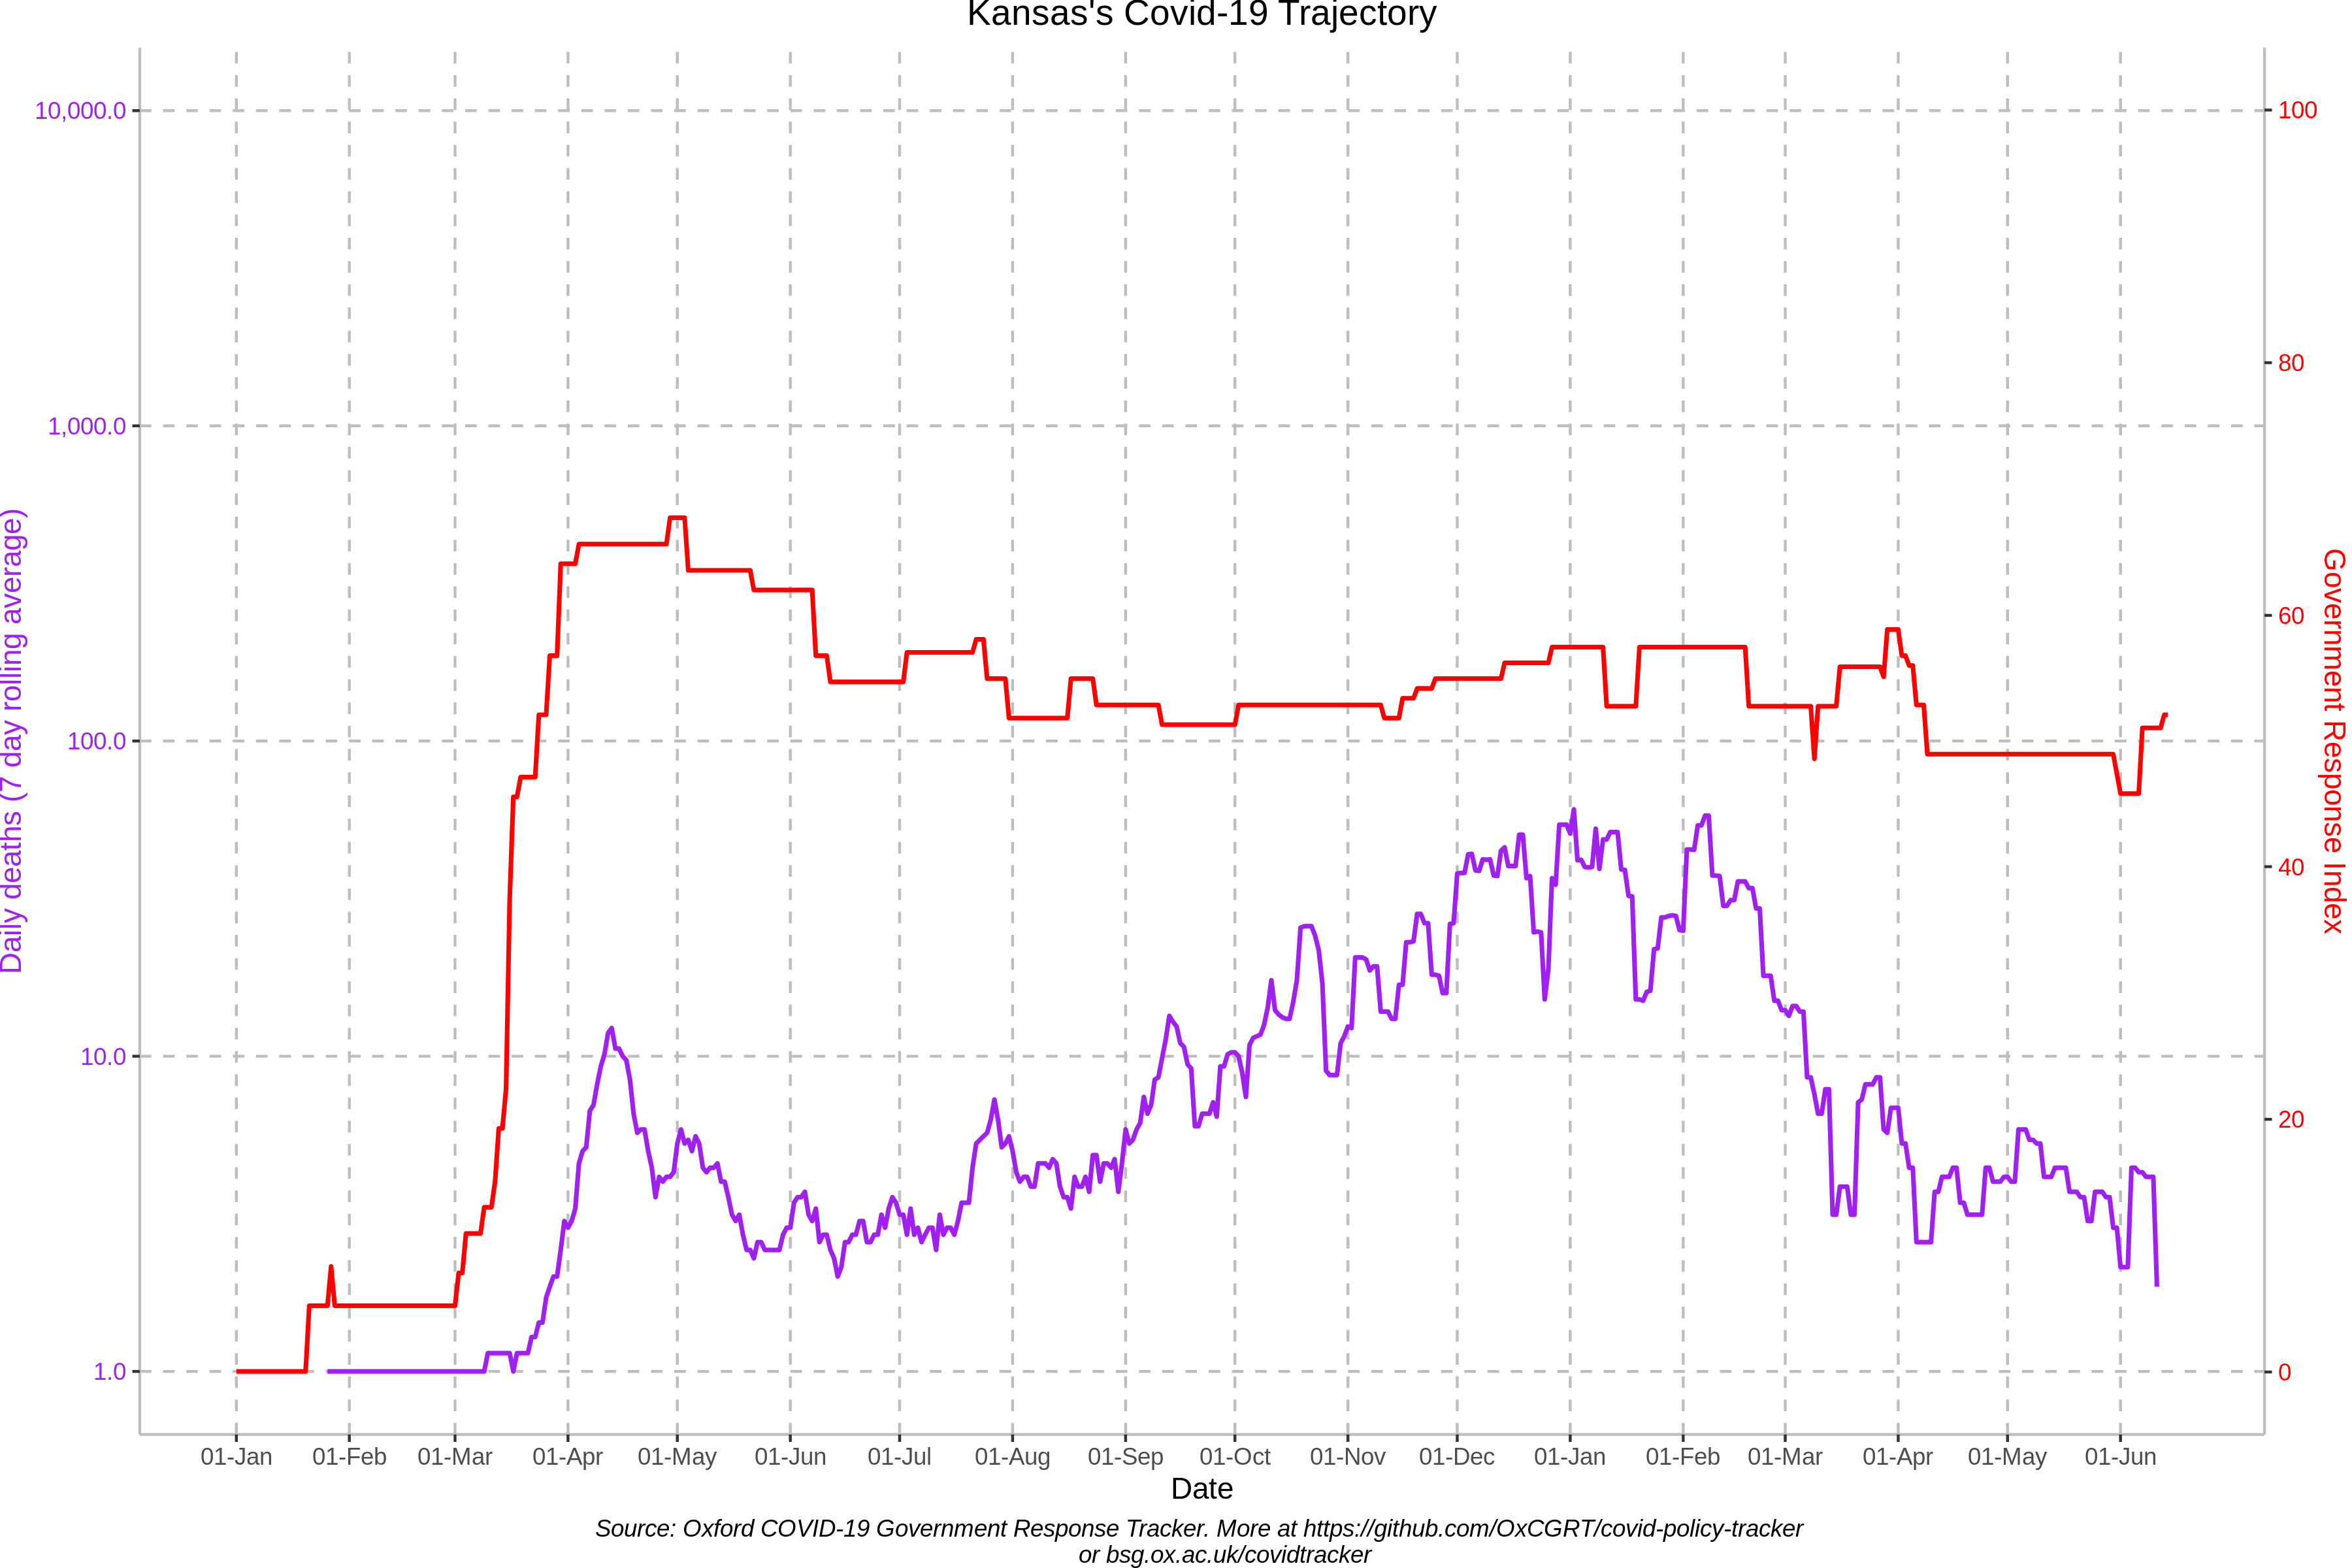 Kansas's Covid-19 Trajectory
10,000.0
1,000.0
100.0
10.0
1.0
Daily deaths (7 day rolling average)
100
80
60
40
20
0
Government Response Index
01-Jan 01-Feb 01-Mar 01-Apr 01-May 01-Jun 01-Jul 01-Aug 01-Sep 01-Oct 01-Nov 01-Dec 01-Jan 01-Feb 01-Mar 01-Apr 01-May 01-Jun
Date
Source: Oxford COVID-19 Government Response Tracker. More at https://github.com/OxCGRT/covid-policy-tracker
or bsg.ox.ac.uk/covidtracker